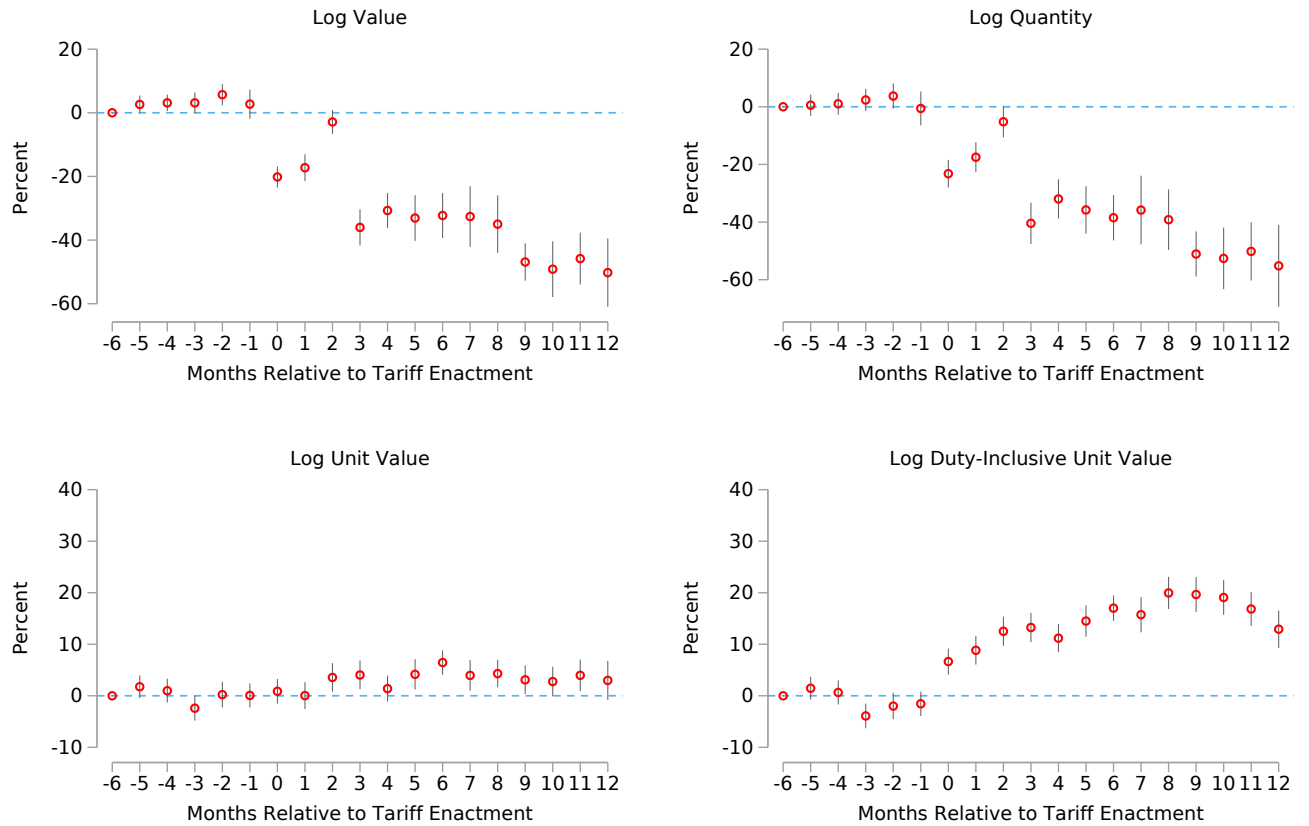 Log Value
20
0
-20
-40
-60
Percent
-6 -5 -4 -3 -2 -1 0 1 2 3 4 5 6 7 8 9 10 11 12
Months Relative to Tariff Enactment
Log Quantity
20
0
-20
-40
-60
Percent
-6 -5 -4 -3 -2 -1 0 1 2 3 4 5 6 7 8 9 10 11 12
Months Relative to Tariff Enactment
Log Unit Value
40
30
20
10
0
-10
Percent
-6 -5 -4 -3 -2 -1 0 1 2 3 4 5 6 7 8 9 10 11 12
Months Relative to Tariff Enactment
Log Duty-Inclusive Unit Value
40
30
20
10
0
-10
Percent
-6 -5 -4 -3 -2 -1 0 1 2 3 4 5 6 7 8 9 10 11 12
Months Relative to Tariff Enactment